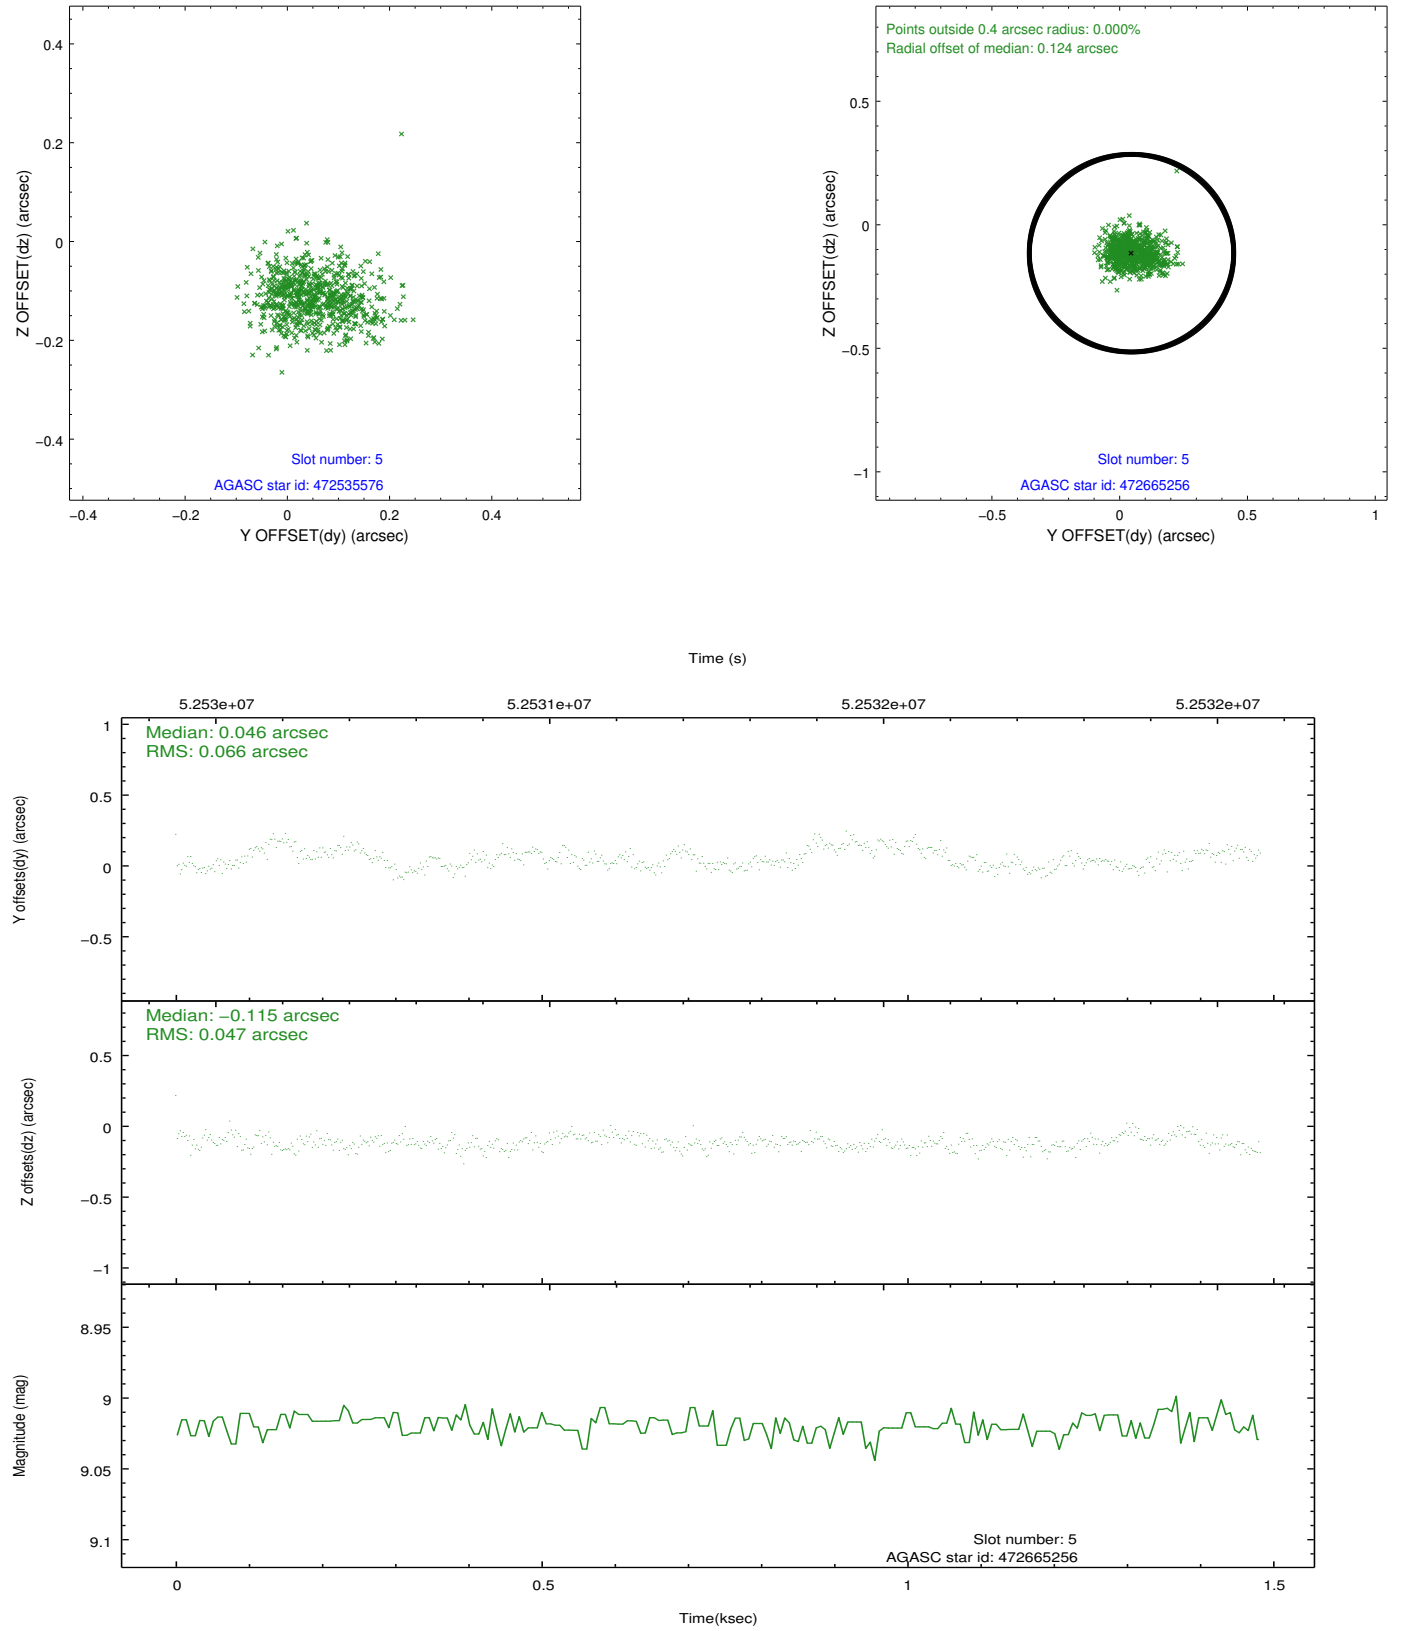 0.4
0.2
0
−0.2
−0.4
Z OFFSET(dz) (arcsec)
Slot number: 5
AGASC star id: 472535576
−0.4
−0.2
0
0.2
0.4
Y OFFSET(dy) (arcsec)
Points outside 0.4 arcsec radius: 0.000%
Radial offset of median: 0.124 arcsec
0.5
0
−0.5
−1
Z OFFSET(dz) (arcsec)
Slot number: 5
AGASC star id: 472665256
−0.5
0
0.5
1
Y OFFSET(dy) (arcsec)
Time (s)
5.253e+07
5.2531e+07
5.2532e+07
5.2532e+07
Median: 0.046 arcsec
RMS: 0.066 arcsec
1
0.5
0
−0.5
Y offsets(dy) (arcsec)
Median: −0.115 arcsec
RMS: 0.047 arcsec
0.5
0
−0.5
−1
Z offsets(dz) (arcsec)
8.95
9
9.05
9.1
Magnitude (mag)
Slot number: 5
AGASC star id: 472665256
0
0.5
1
1.5
Time(ksec)